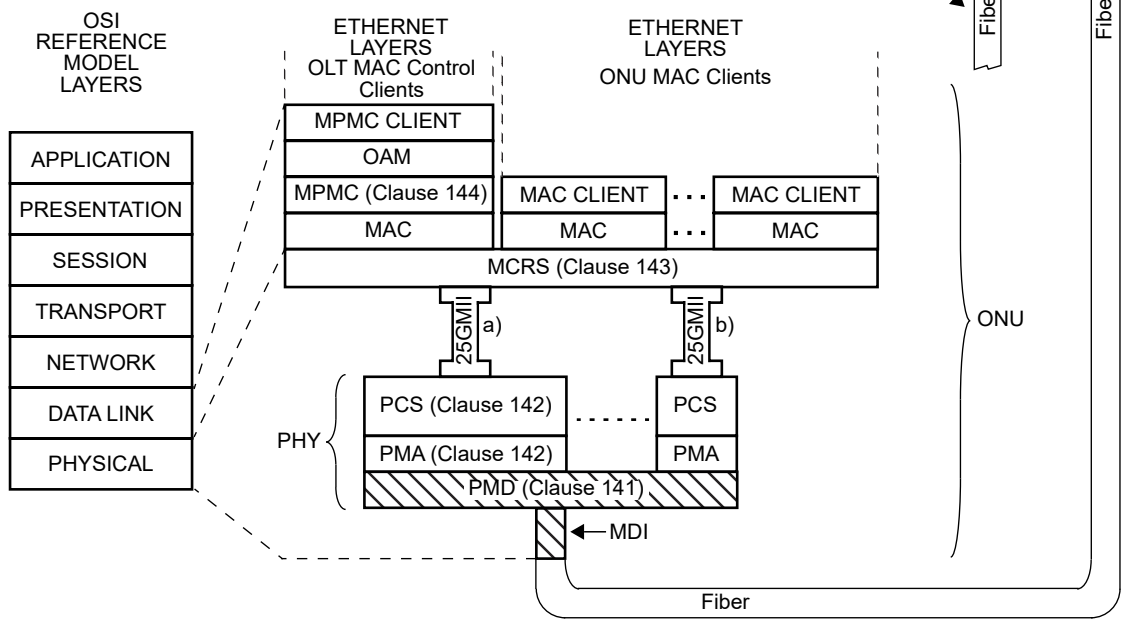 OSI
REFERENCE
MODEL
LAYERS
APPLICATION
PRESENTATION
SESSION
TRANSPORT
NETWORK
DATA LINK
PHYSICAL
ETHERNET
LAYERS
OLT MAC Control
Clients
MPMC CLIENT
OAM
MPMC (Clause 144)
MAC
ETHERNET
LAYERS
ONU MAC Clients
MAC CLIENT
. . .
MAC CLIENT
MAC
. . .
MAC
MCRS (Clause 143)
25GMII
a)
25GMII
b)
PHY
PCS (Clause 142)
PCS
PMA (Clause 142)
PMA
PMD (Clause 141)
MDI
Fiber
ONU